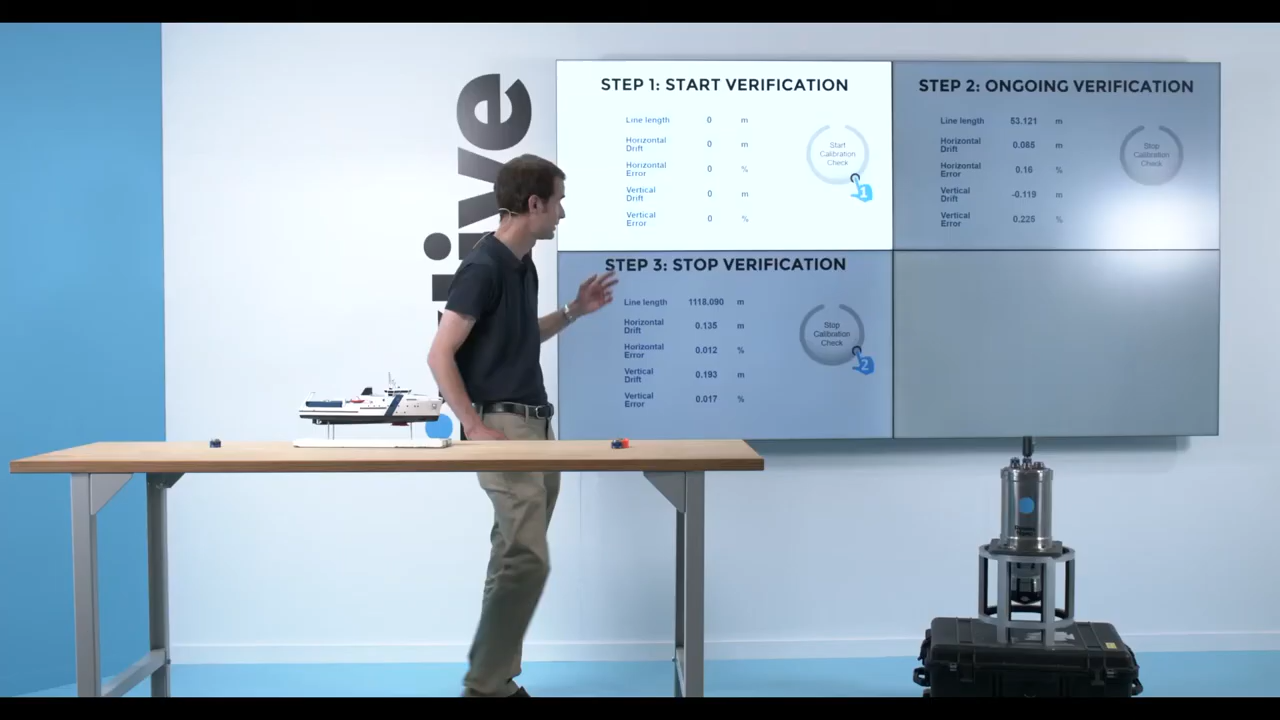 live
STEP 1: START VERIFICATION
Line length 0 m
Horizontal
Drift 0 m
Horizontal
Error 0 %
Vertical
Drift 0 m
Vertical
Error 0 %
Start
Calibration
Check
1
STEP 2: ONGOING VERIFICATION
Line length 53.121 m
Horizontal
Drift 0.085 m
Horizontal
Error 0.16 %
Vertical
Drift -0.119 m
Vertical
Error 0.225 %
Stop
Calibration
Check
STEP 3: STOP VERIFICATION
Line length 1118.090 m
Horizontal
Drift 0.135 m
Horizontal
Error 0.012 %
Vertical
Drift 0.193 m
Vertical
Error 0.017 %
Stop
Calibration
Check
2